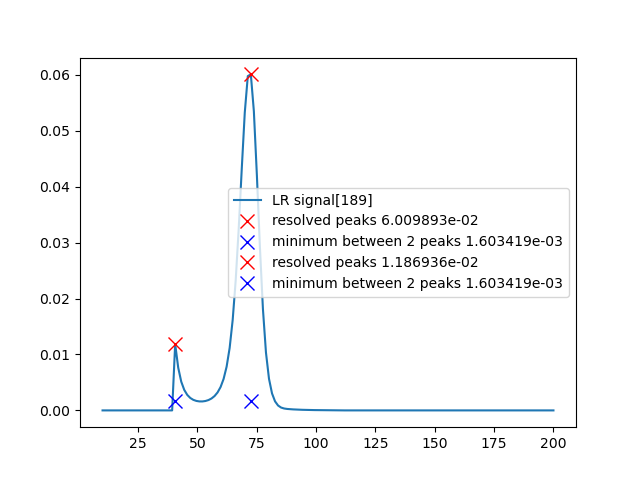 0.06
0.05
0.04
0.03
0.02
0.01
0.00
LR signal[189]
resolved peaks 6.009893e-02
minimum between 2 peaks 1.603419e-03
resolved peaks 1.186936e-02
minimum between 2 peaks 1.603419e-03
25 50 75 100 125 150 175 200